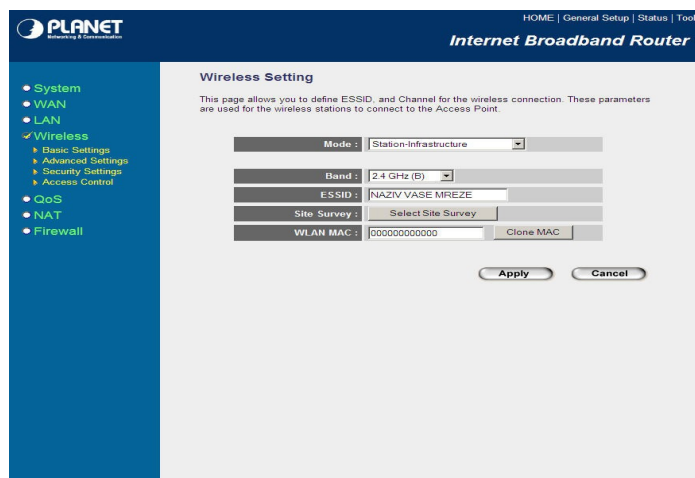 HOME | General Setup | Status | Tool
PLANET
Networking & Communication
Internet Broadband Router
System
WAN
LAN
Wireless
Basic Settings
Advanced Settings
Security Settings
Access Control
QoS
NAT
Firewall
Wireless Setting
This page allows you to define ESSID, and Channel for the wireless connection. These parameters
are used for the wireless stations to connect to the Access Point.
Mode : Station-Infrastructure
Band : 2.4 GHz (B)
ESSID : NAZIV VASE MREZE
Site Survey : Select Site Survey
WLAN MAC : 000000000000 Clone MAC
Apply Cancel